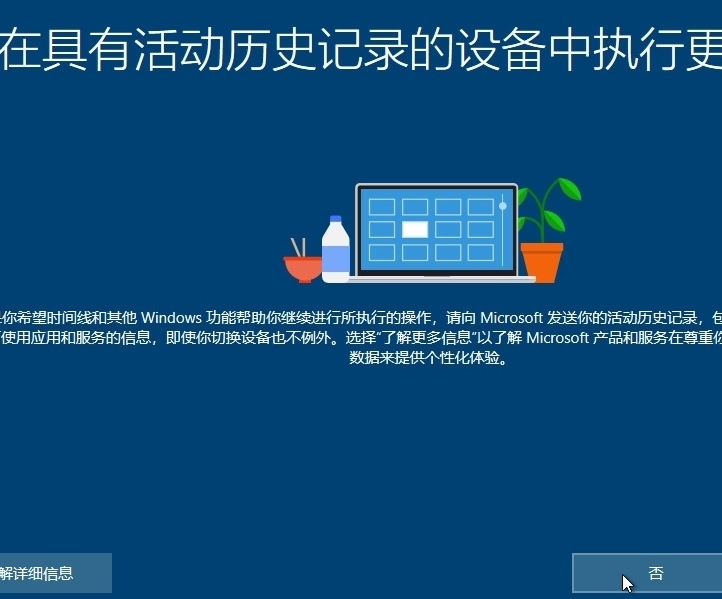 在具有活动历史记录的设备中执行更
你希望时间线和其他 Windows 功能帮助你继续进行所执行的操作，请向 Microsoft 发送你的活动历史记录，包
使用应用和服务的信息，即使你切换设备也不例外。选择“了解更多信息”以了解 Microsoft 产品和服务在尊重你
数据来提供个性化体验。
解详细信息
否